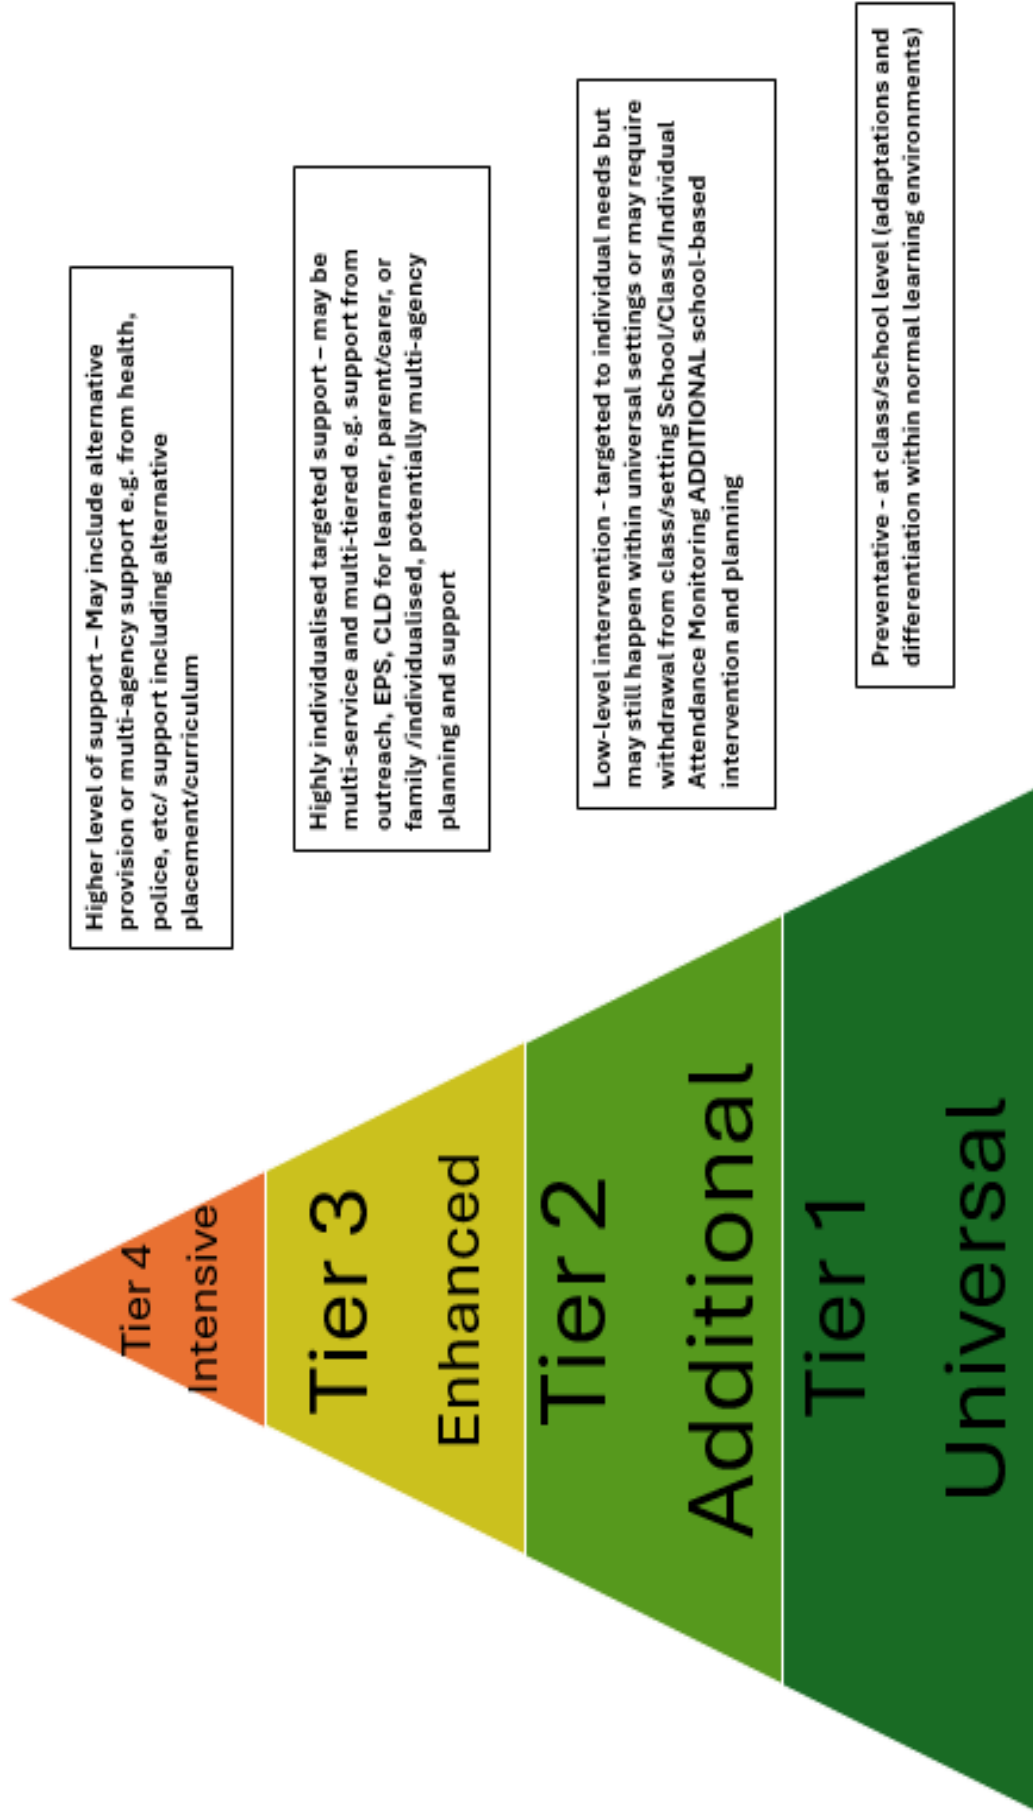 Tier 4
Intensive
Higher level of support – May include alternative
provision or multi-agency support e.g. from health,
police, etc/ support including alternative
placement/curriculum
Tier 3
Enhanced
Highly individualised targeted support – may be
multi-service and multi-tiered e.g. support from
outreach, EPS, CLD for learner, parent/carer, or
family /individualised, potentially multi-agency
planning and support
Tier 2
Additional
Low-level intervention - targeted to individual needs but
may still happen within universal settings or may require
withdrawal from class/setting School/Class/Individual
Attendance Monitoring ADDITIONAL school-based
intervention and planning
Tier 1
Universal
Preventative - at class/school level (adaptations and
differentiation within normal learning environments)